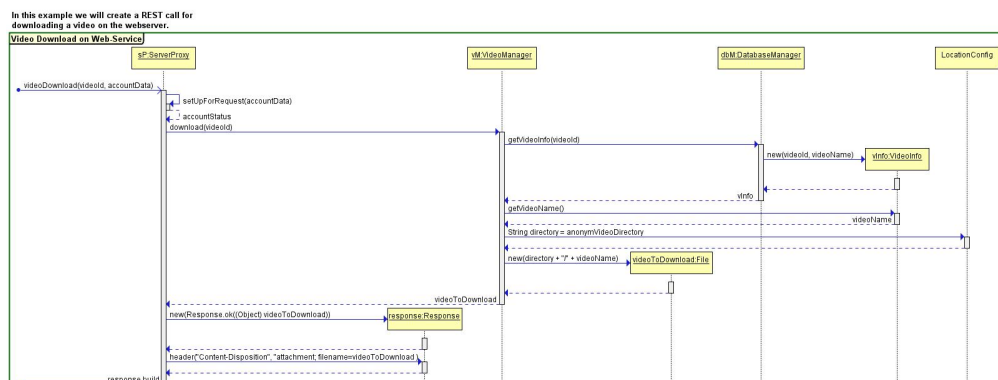 In this example we will create a REST call for
downloading a video on the webserver.
Video Download on Web-Service
sP:ServerProxy
vM:VideoManager
dbM:DatabaseManager
LocationConfig
videoDownload(videoId, accountData)
setUpForRequest(accountData)
accountStatus
download(videoId)
getVideoInfo(videoId)
new(videoId, videoName)
vInfo:VideoInfo
vInfo
getVideoName()
videoName
String directory = anonymVideoDirectory
new(directory + "/" + videoName)
videoToDownload:File
videoToDownload
new(Response.ok((Object) videoToDownload))
response:Response
header("Content-Disposition", "attachment; filename=videoToDownload )
response.build